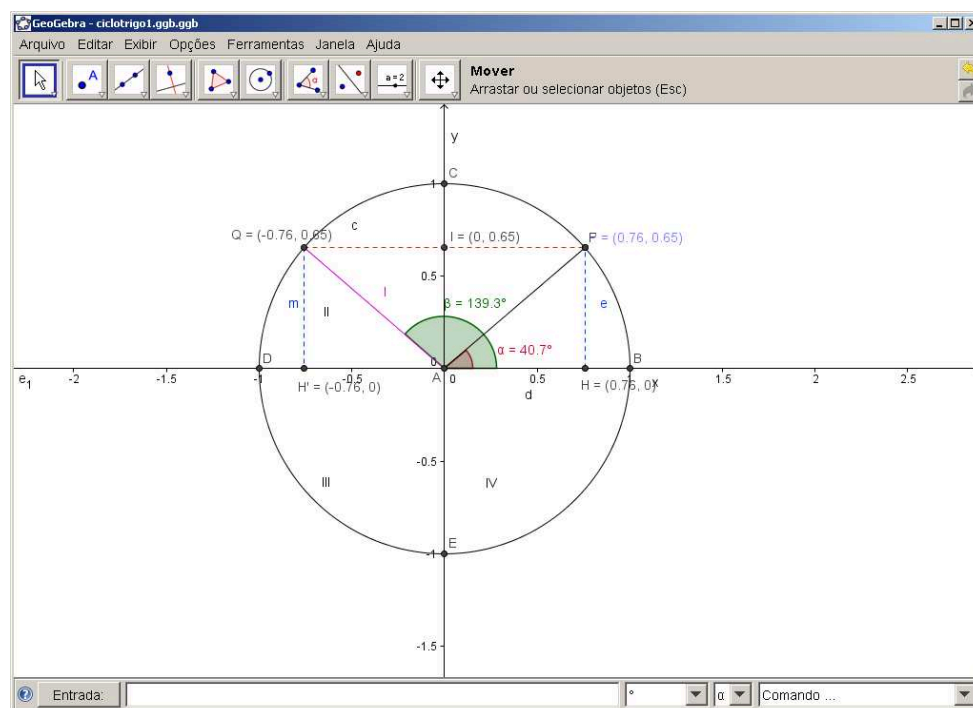 GeoGebra - ciclotrigo1.ggb.ggb
Arquivo Editar Exibir Opções Ferramentas Janela Ajuda
A
α
a=2
Mover
Arrastar ou selecionar objetos (Esc)
y
C
1
c
Q = (-0.76, 0.65)
I = (0, 0.65)
P = (0.76, 0.65)
0.5
m
II
l
β = 139.3°
e
α = 40.7°
D
0
B
A
e1
-2
-1.5
-1
-0.5
0
0.5
1
1.5
2
2.5
H' = (-0.76, 0)
H = (0.76, 0)
x
d
-0.5
III
IV
E
-1
-1.5
Entrada:
°
α
Comando ...